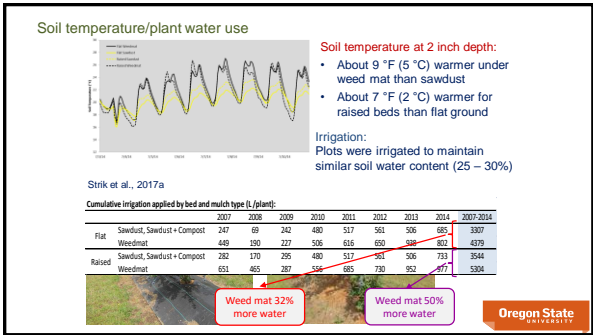 Soil temperature/plant water use
Soil temperature at 2 inch depth:
• About 9 °F (5 °C) warmer under
weed mat than sawdust
• About 7 °F (2 °C) warmer for
raised beds than flat ground
Irrigation:
Plots were irrigated to maintain
similar soil water content (25 – 30%)
Strik et al., 2017a
Cumulative irrigation applied by bed and mulch type (L /plant):
2007 2008 2009 2010 2011 2012 2013 2014 2007-2014
Flat Sawdust, Sawdust + Compost 247 69 242 480 517 561 506 685 3307
Weedmat 449 190 227 506 616 650 938 802 4379
Raised Sawdust, Sawdust + Compost 282 170 295 480 517 561 506 733 3544
Weedmat 651 465 287 556 685 730 952 977 5304
Weed mat 32%
more water
Weed mat 50%
more water
Oregon State
UNIVERSITY